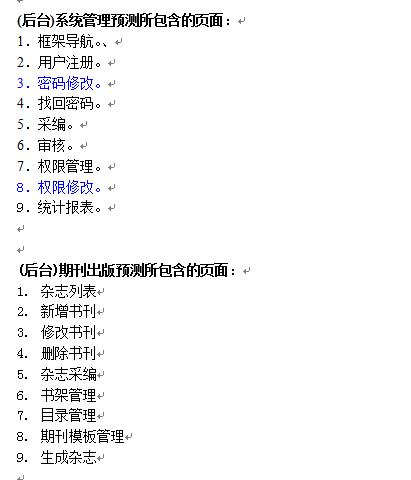 (后台)系统管理预测所包含的页面：
1．框架导航。、
2．用户注册。
3．密码修改。
4．找回密码。
5．采编。
6．审核。
7．权限管理。
8．权限修改。
9．统计报表。
(后台)期刊出版预测所包含的页面：
1. 杂志列表
2. 新增书刊
3. 修改书刊
4. 删除书刊
5. 杂志采编
6. 书架管理
7. 目录管理
8. 期刊模板管理
9. 生成杂志